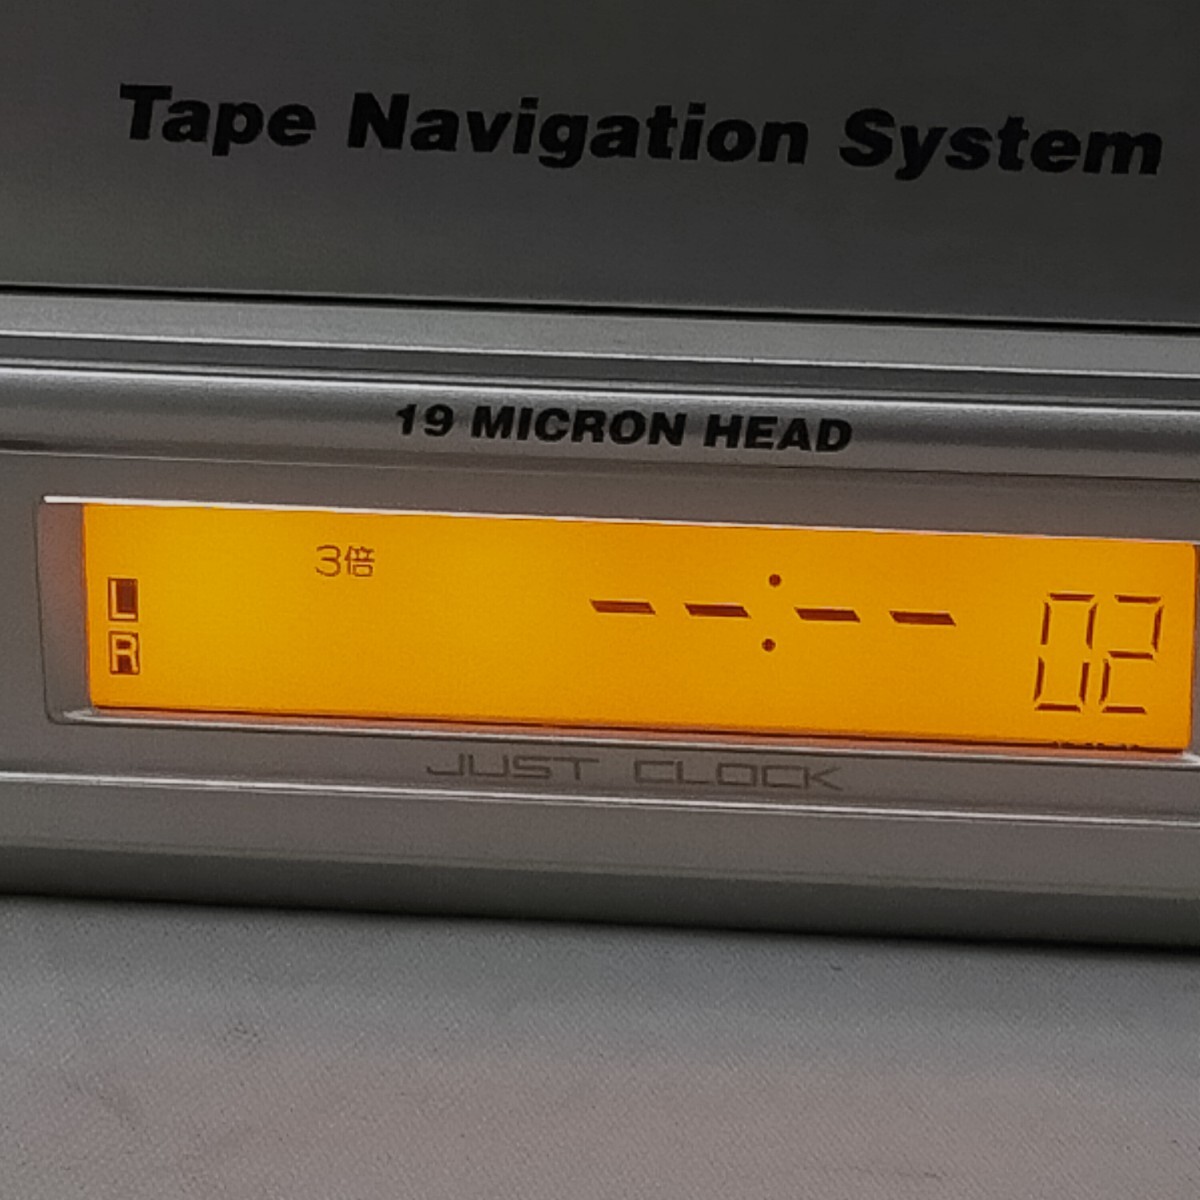 Tape Navigation System
19 MICRON HEAD
3倍
L
R
--:-- 02
JUST CLOCK